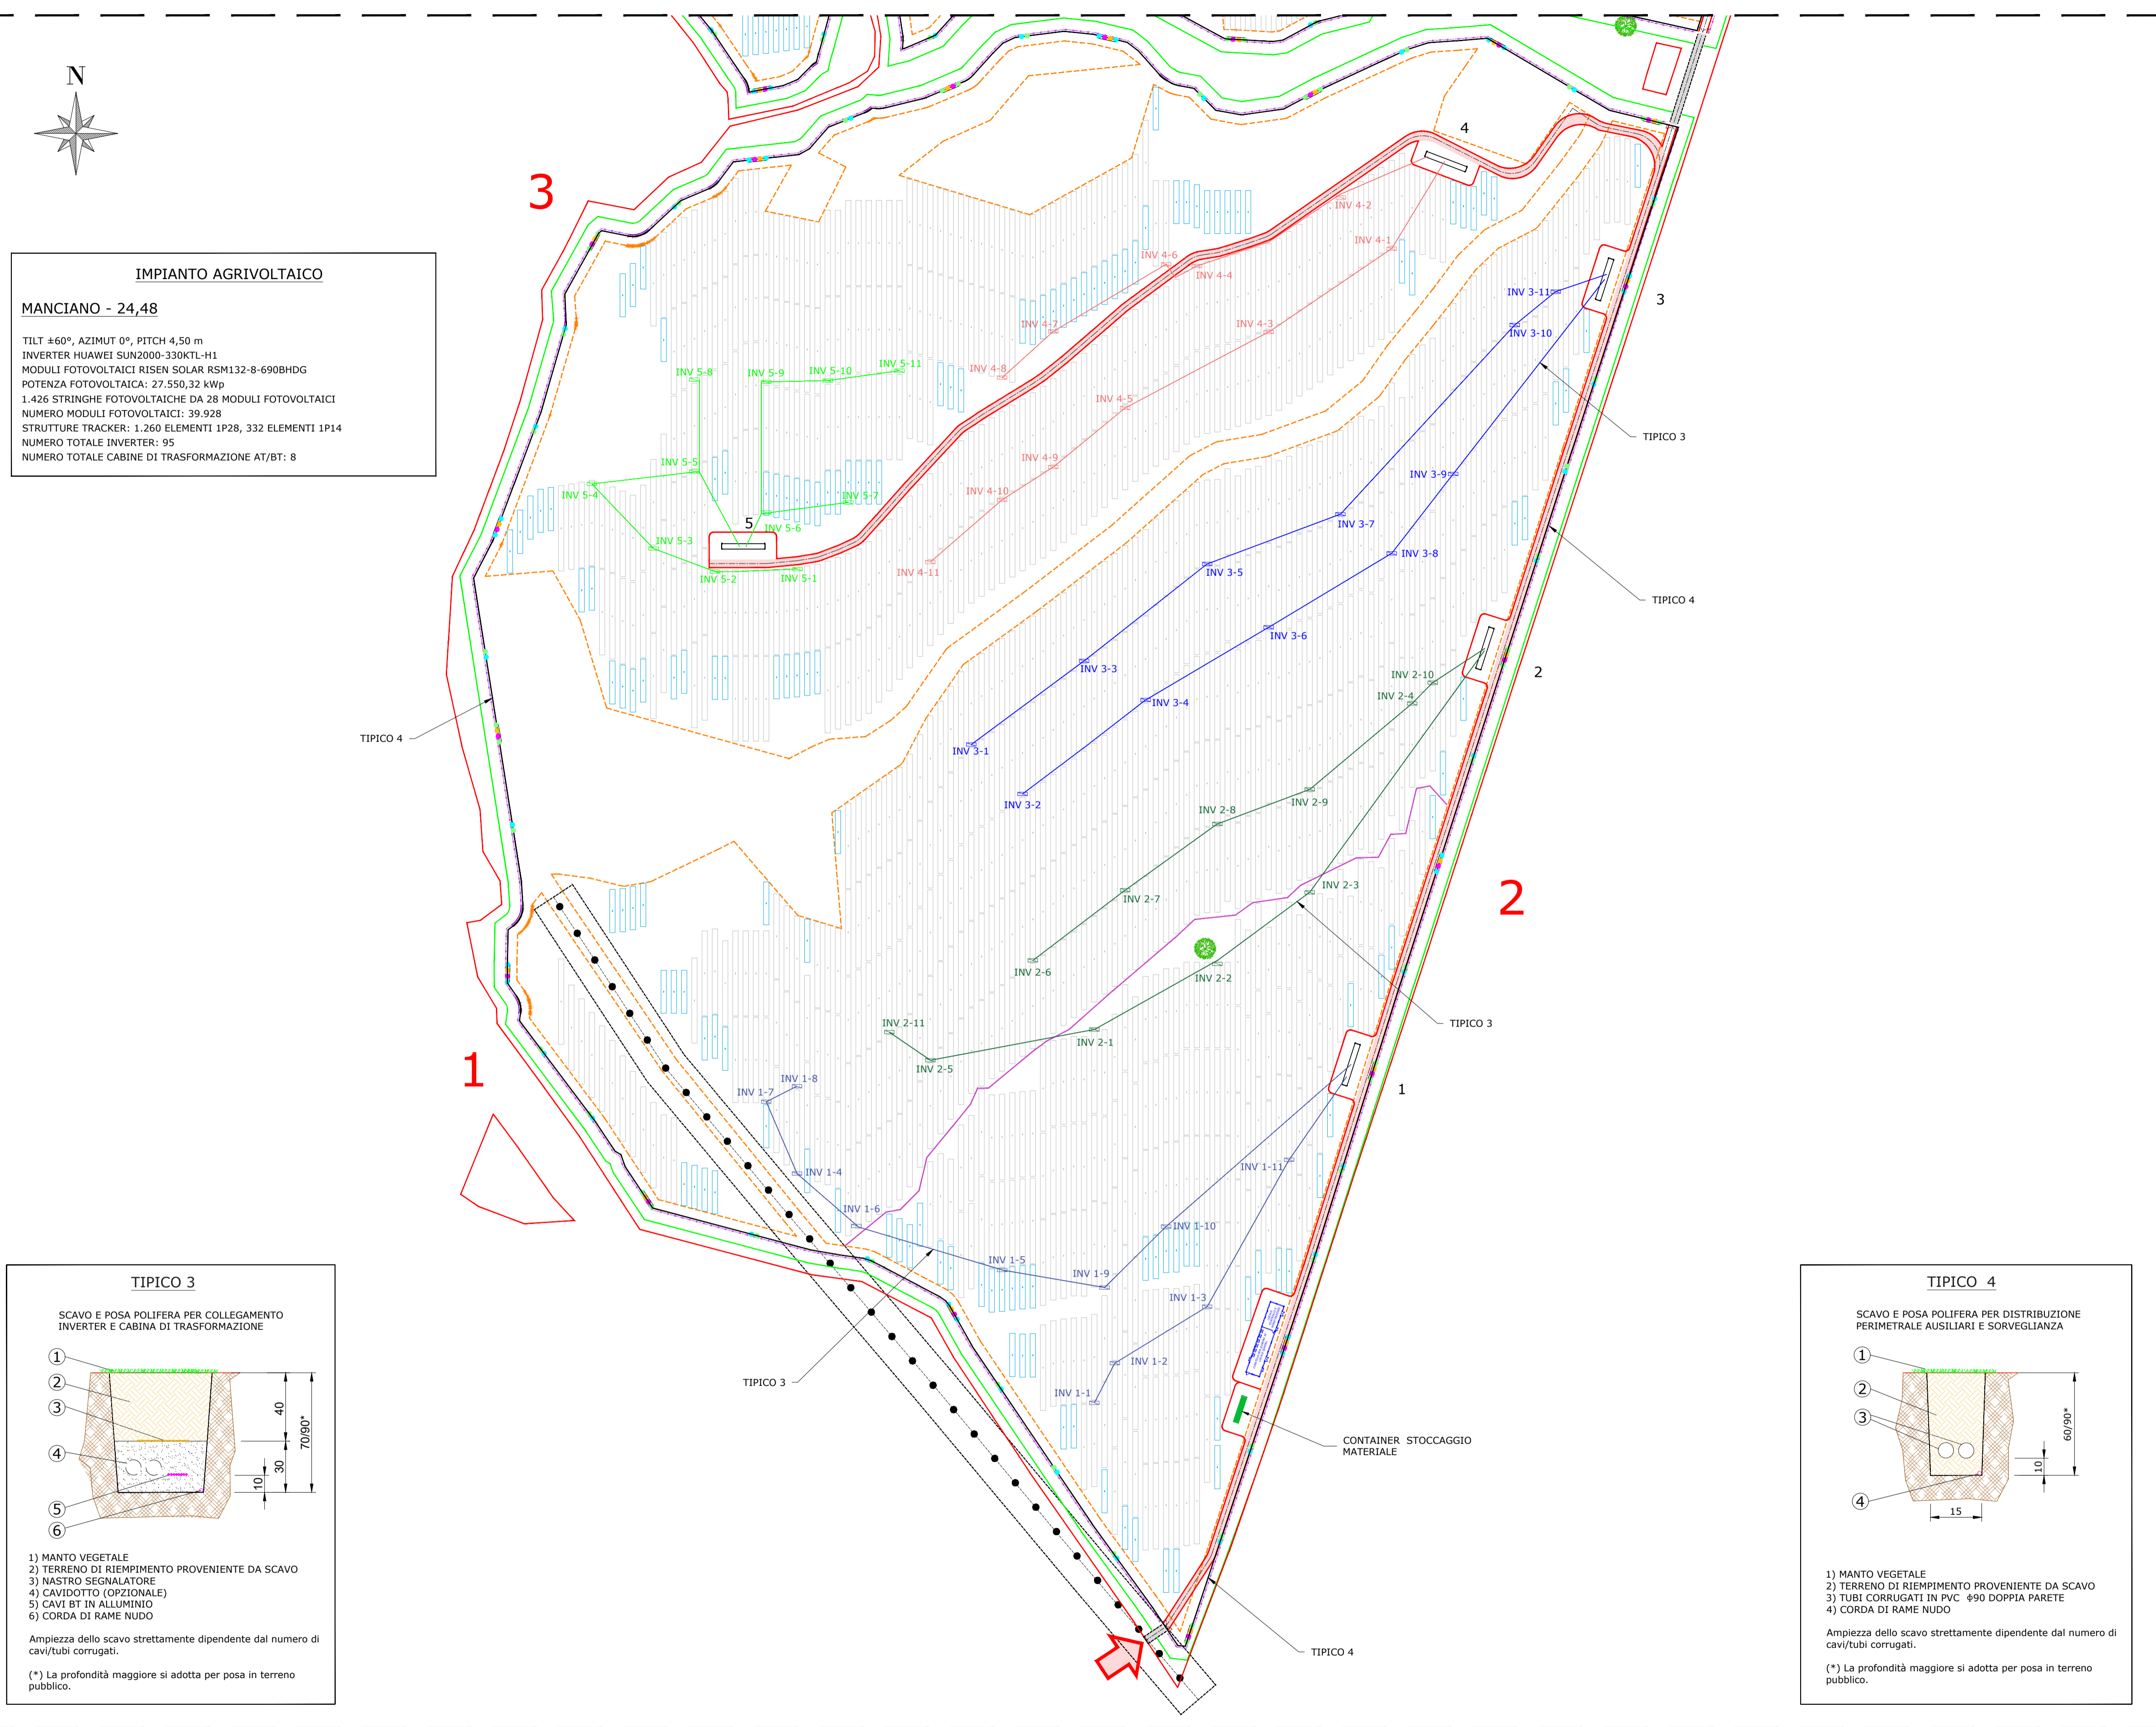 N
3
IMPIANTO AGRIVOLTAICO
MANCIANO - 24,48
TILT ±60°, AZIMUT 0°, PITCH 4,50 m
INVERTER HUAWEI SUN2000-330KTL-H1
MODULI FOTOVOLTAICI RISEN SOLAR RSM132-8-690BHDG
POTENZA FOTOVOLTAICA: 27.550,32 kWp
1.426 STRINGHE FOTOVOLTAICHE DA 28 MODULI FOTOVOLTAICI
NUMERO MODULI FOTOVOLTAICI: 39.928
STRUTTURE TRACKER: 1.260 ELEMENTI 1P28, 332 ELEMENTI 1P14
NUMERO TOTALE INVERTER: 95
NUMERO TOTALE CABINE DI TRASFORMAZIONE AT/BT: 8
4
INV 4-2
INV 4-1
INV 4-6
INV 4-4
INV 3-11
3
INV 4-7
INV 4-3
INV 3-10
INV 5-8
INV 5-9
INV 5-10
INV 5-11
INV 4-8
INV 4-5
TIPICO 3
INV 5-5
INV 4-9
INV 3-9
INV 5-4
INV 5-7
INV 4-10
5
INV 5-6
INV 3-7
INV 5-3
INV 3-8
INV 5-2
INV 5-1
INV 4-11
INV 3-5
TIPICO 4
INV 3-6
INV 3-3
INV 2-10
2
INV 2-4
INV 3-4
TIPICO 4
INV 3-1
INV 3-2
INV 2-8
INV 2-9
INV 2-3
2
INV 2-7
INV 2-6
INV 2-2
INV 2-11
INV 2-1
TIPICO 3
INV 2-5
1
INV 1-8
INV 1-7
1
INV 1-4
INV 1-11
INV 1-6
INV 1-10
INV 1-5
INV 1-9
INV 1-3
INV 1-2
TIPICO 3
INV 1-1
CONTAINER STOCCAGGIO
MATERIALE
TIPICO 4
TIPICO 3
SCAVO E POSA POLIFERA PER COLLEGAMENTO
INVERTER E CABINA DI TRASFORMAZIONE
1
2
3
4
5
6
40
30
10
70/90*
1) MANTO VEGETALE
2) TERRENO DI RIEMPIMENTO PROVENIENTE DA SCAVO
3) NASTRO SEGNALATORE
4) CAVIDOTTO (OPZIONALE)
5) CAVI BT IN ALLUMINIO
6) CORDA DI RAME NUDO
Ampiezza dello scavo strettamente dipendente dal numero di
cavi/tubi corrugati.
(*) La profondità maggiore si adotta per posa in terreno
pubblico.
TIPICO 4
SCAVO E POSA POLIFERA PER DISTRIBUZIONE
PERIMETRALE AUSILIARI E SORVEGLIANZA
1
2
3
4
60/90*
10
15
1) MANTO VEGETALE
2) TERRENO DI RIEMPIMENTO PROVENIENTE DA SCAVO
3) TUBI CORRUGATI IN PVC Φ90 DOPPIA PARETE
4) CORDA DI RAME NUDO
Ampiezza dello scavo strettamente dipendente dal numero di
cavi/tubi corrugati.
(*) La profondità maggiore si adotta per posa in terreno
pubblico.